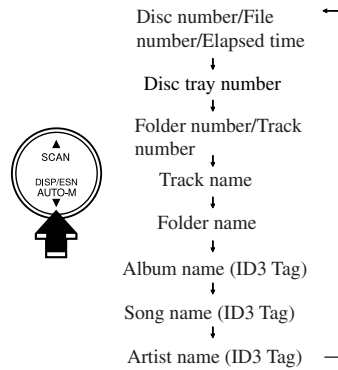 Disc number/File
number/Elapsed time
Disc tray number
Folder number/Track
number
Track name
Folder name
Album name (ID3 Tag)
Song name (ID3 Tag)
Artist name (ID3 Tag)
SCAN
DISP/ESN
AUTO-M